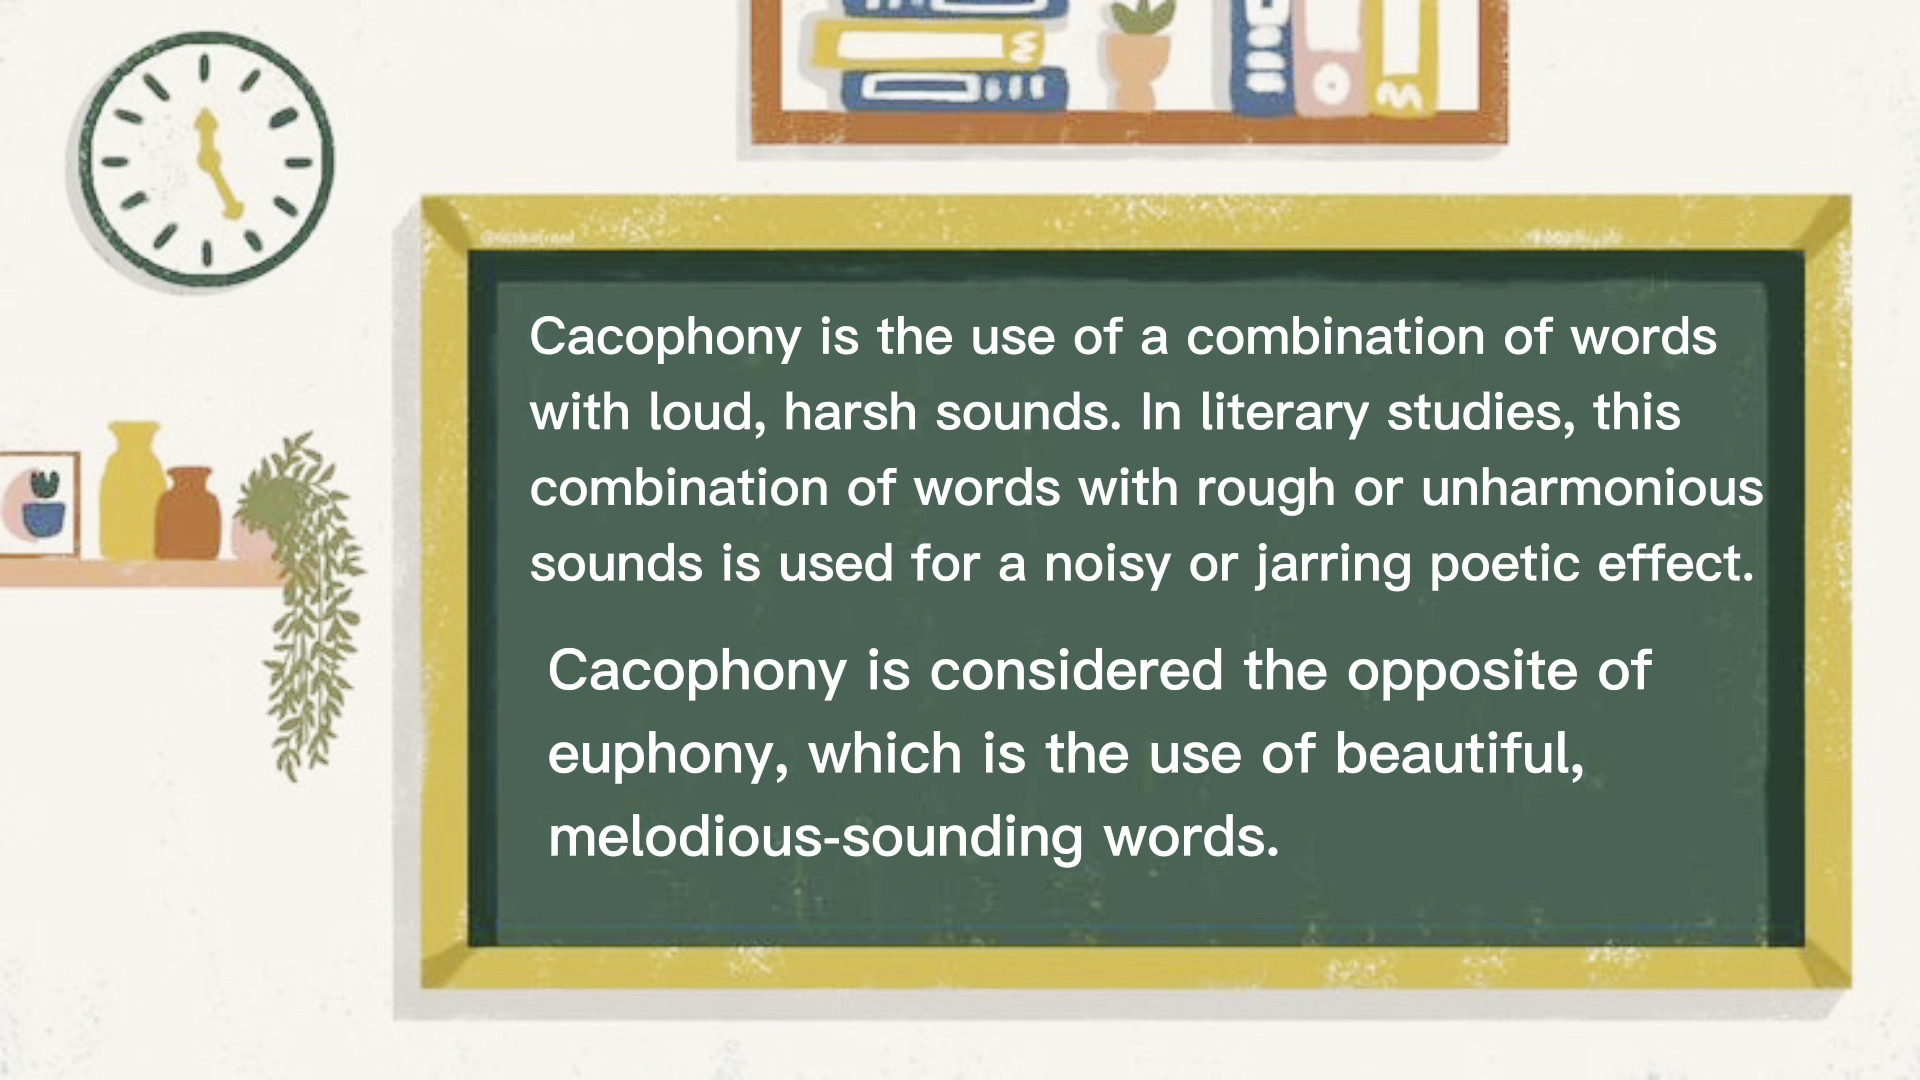 Cacophony is the use of a combination of words
with loud, harsh sounds. In literary studies, this
combination of words with rough or unharmonious
sounds is used for a noisy or jarring poetic effect.
Cacophony is considered the opposite of
euphony, which is the use of beautiful,
melodious-sounding words.